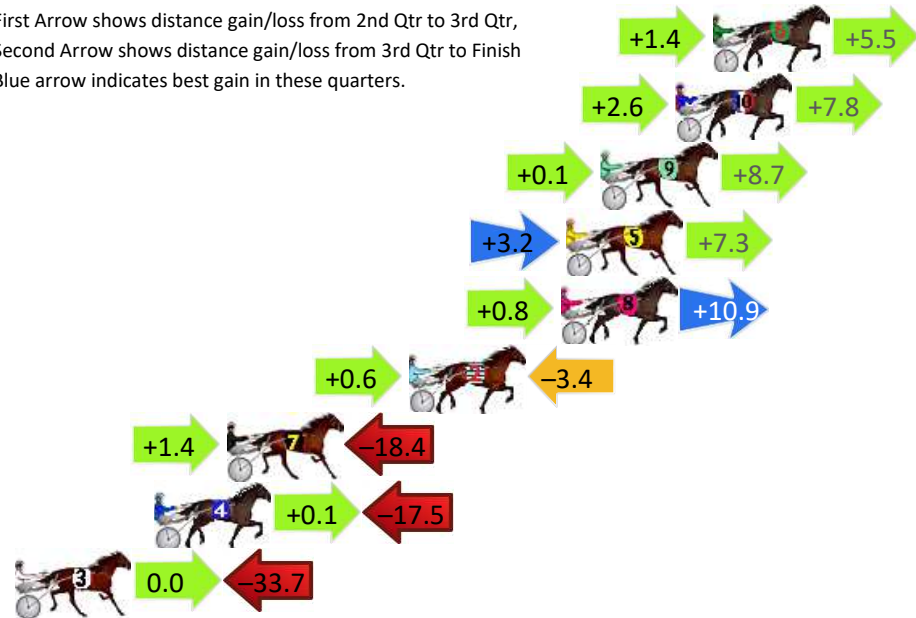 First Arrow shows distance gain/loss from 2nd Qtr to 3rd Qtr,
Second Arrow shows distance gain/loss from 3rd Qtr to Finish
Blue arrow indicates best gain in these quarters.
+1.4 +5.5
+2.6 10 +7.8
+0.1 9 +8.7
+3.2 5 +7.3
+0.8 8 +10.9
+0.6 –3.4
+1.4 7 –18.4
4 +0.1 –17.5
3 0.0 –33.7